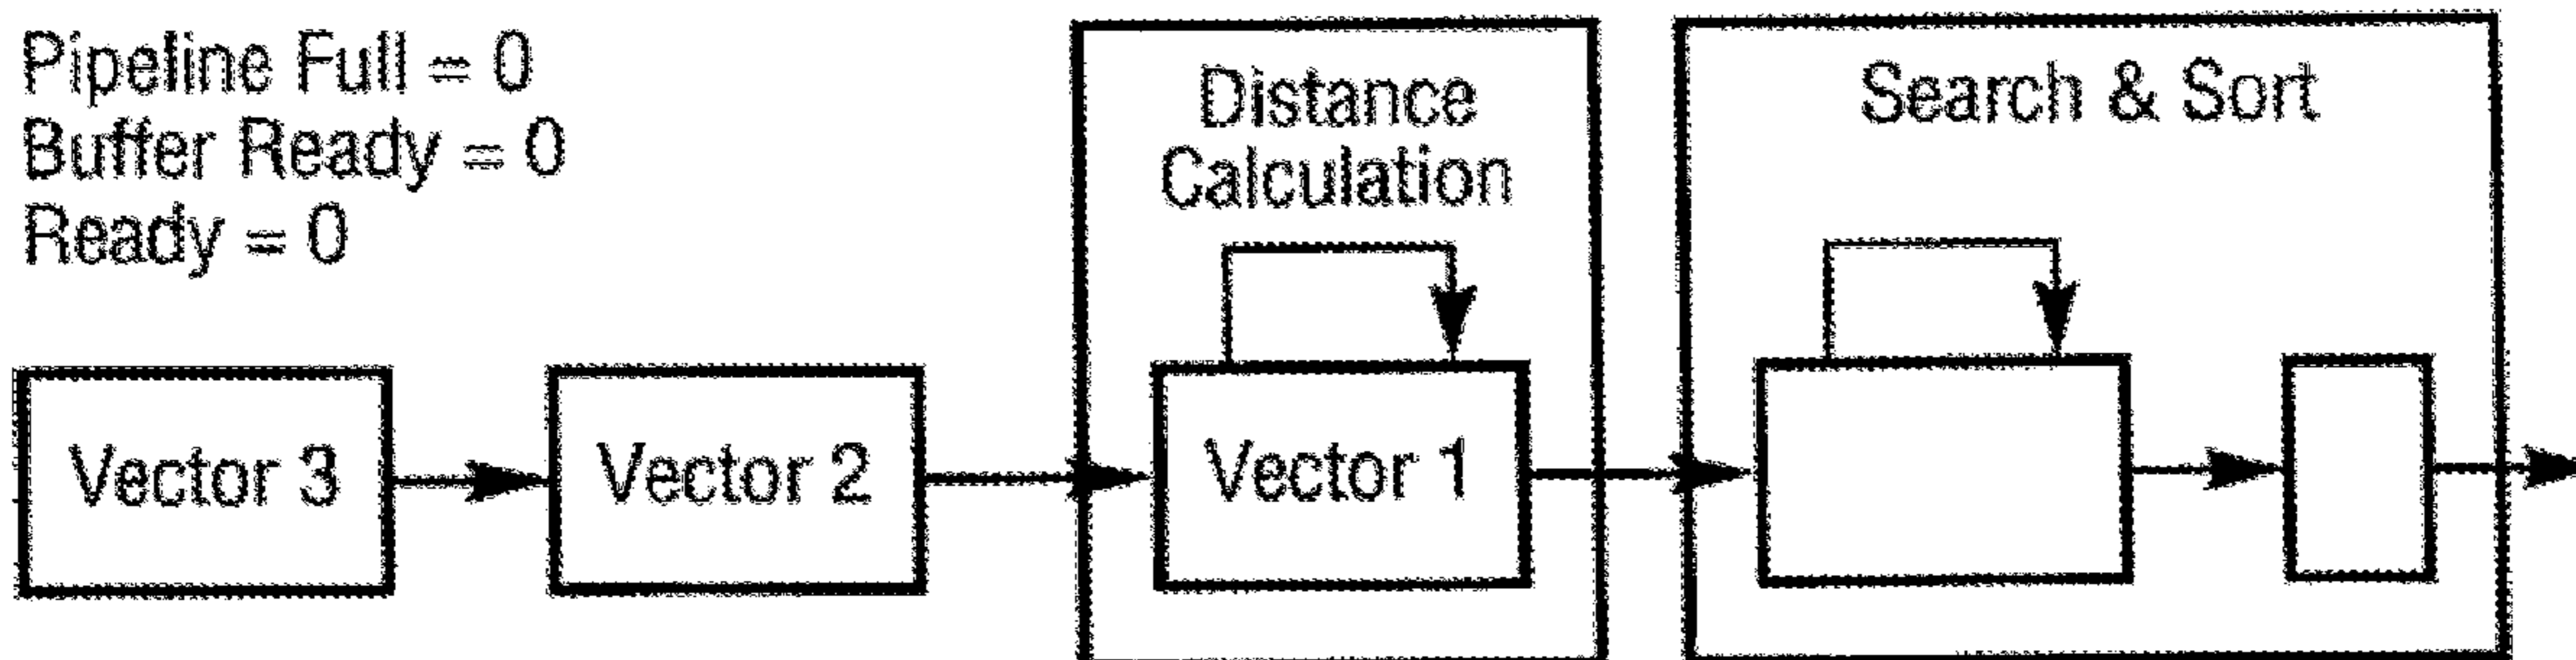 Pipeline Full = 0
Buffer Ready = 0
Ready = 0
Distance
Calculation
Search & Sort
Vector 3
Vector 2
Vector 1